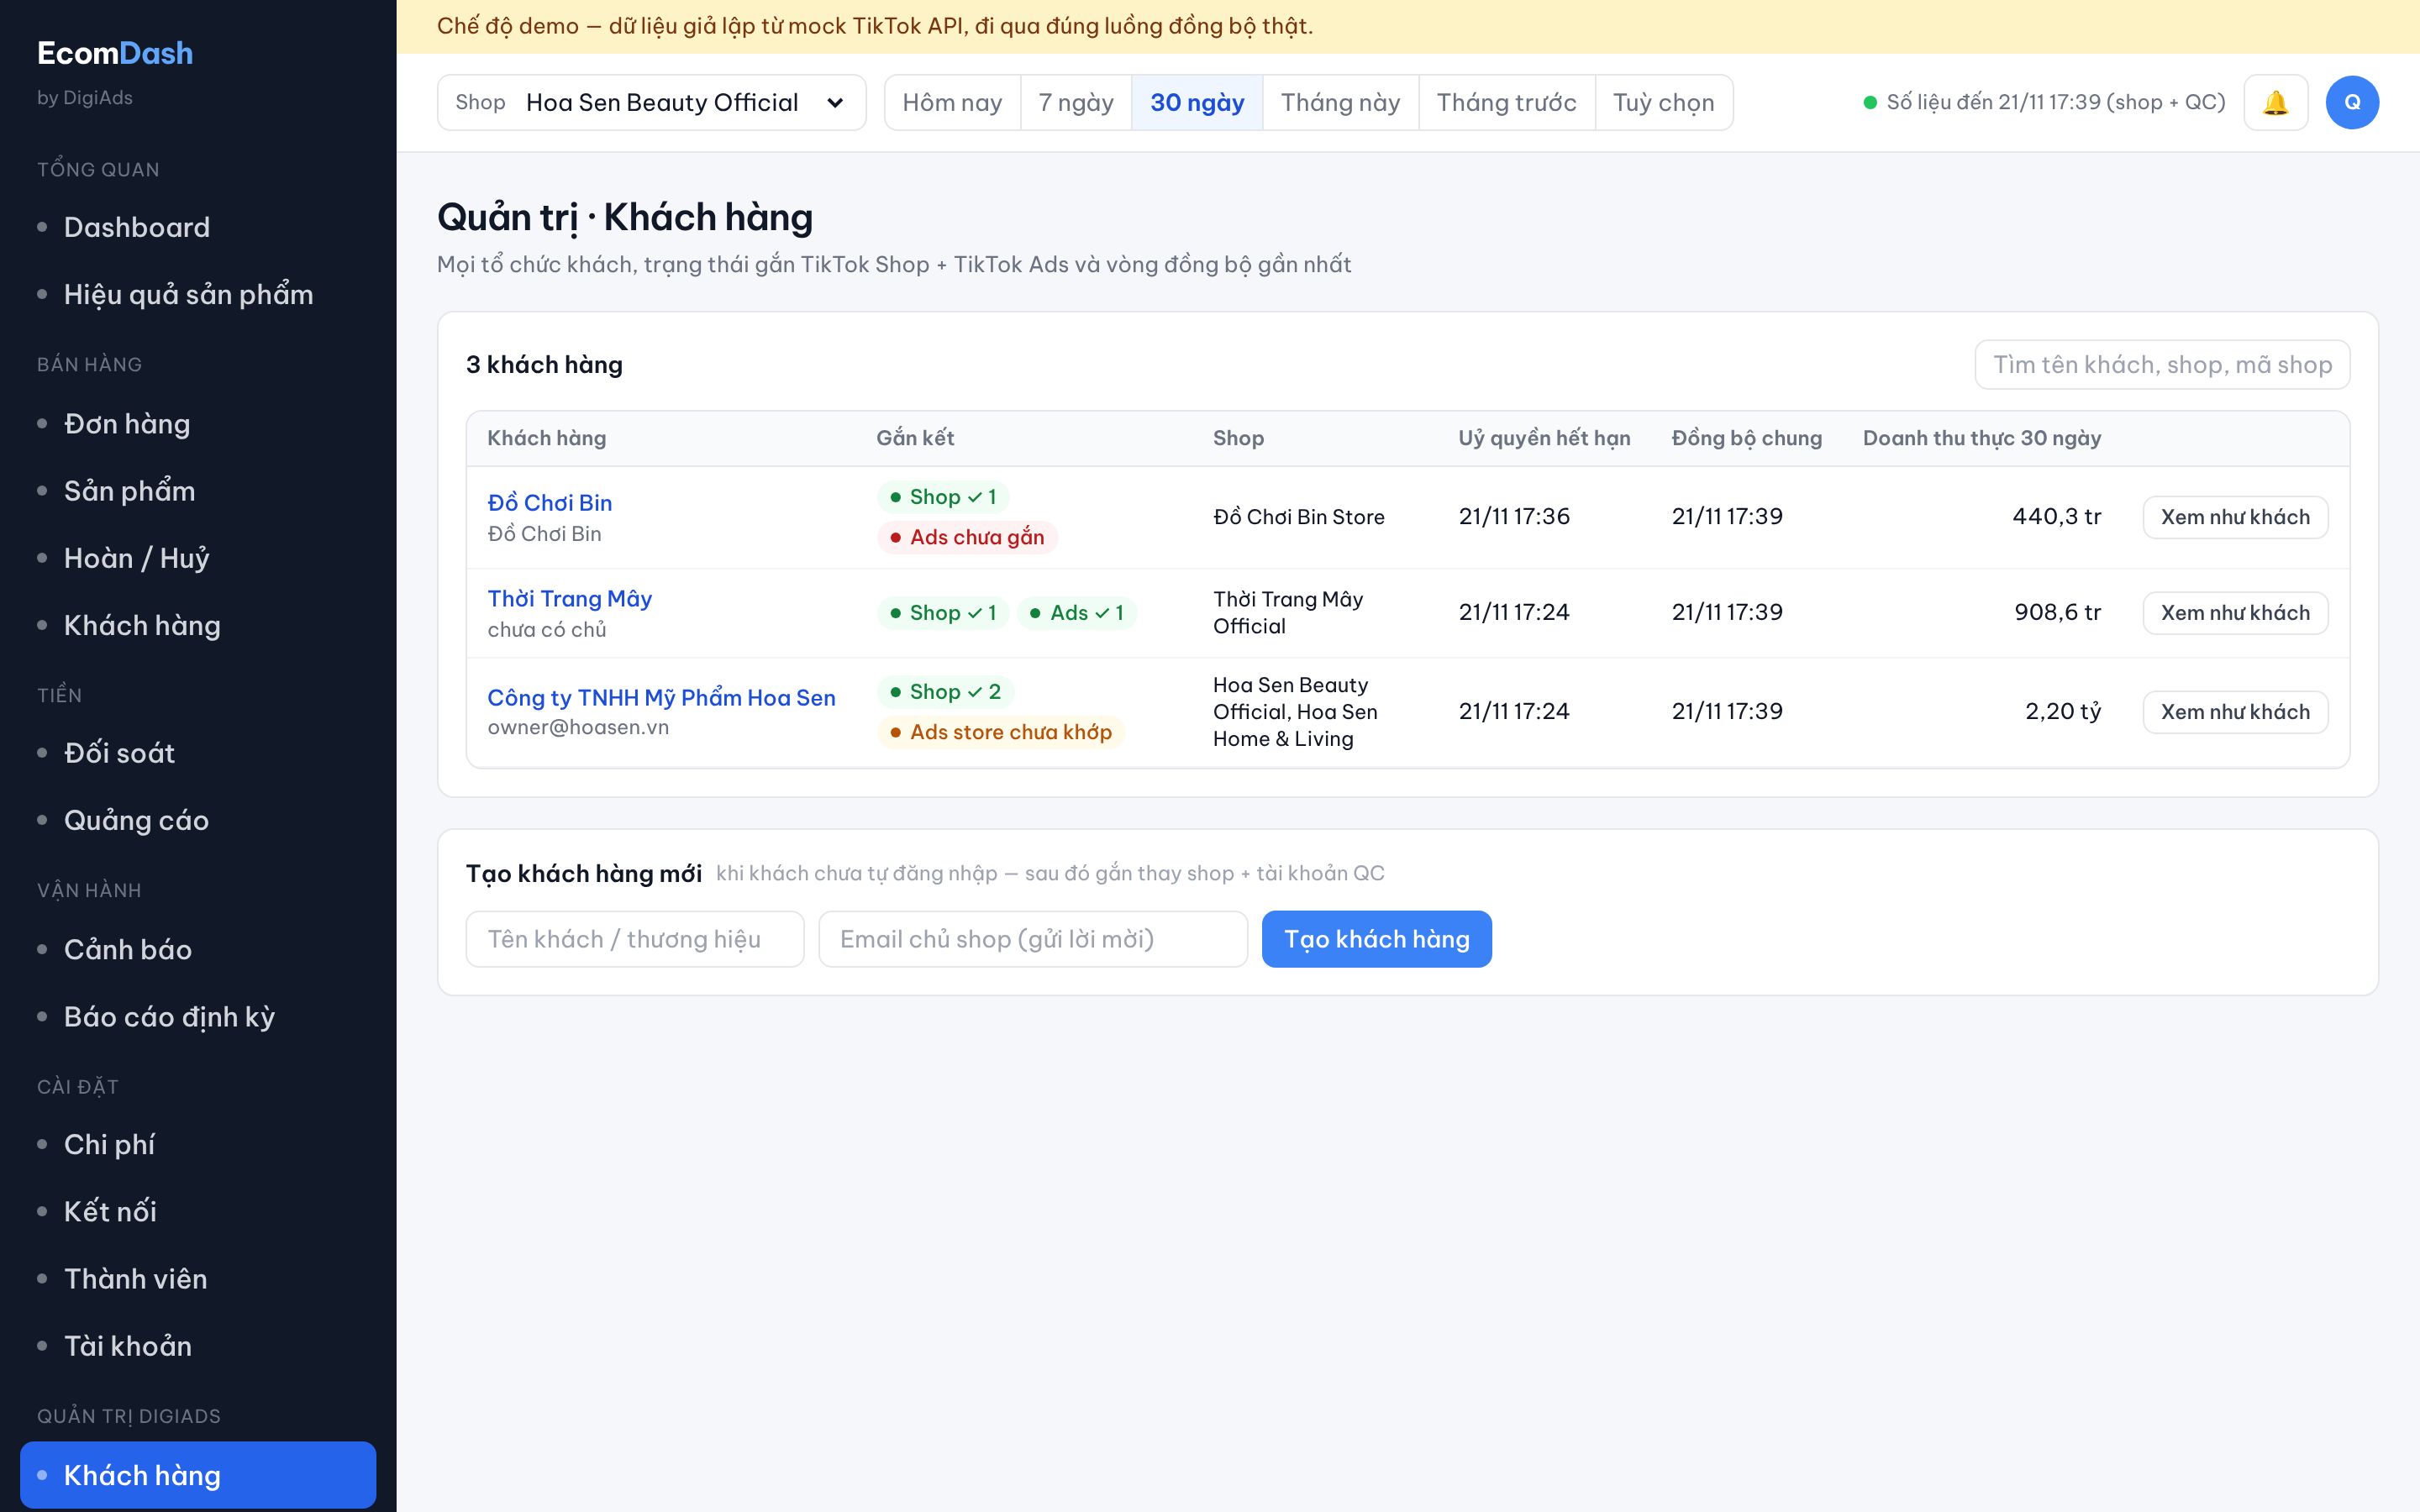 EcomDash
by DigiAds
TỔNG QUAN
Dashboard
Hiệu quả sản phẩm
BÁN HÀNG
Đơn hàng
Sản phẩm
Hoàn / Huỷ
Khách hàng
TIỀN
Đối soát
Quảng cáo
VẬN HÀNH
Cảnh báo
Báo cáo định kỳ
CÀI ĐẶT
Chi phí
Kết nối
Thành viên
Tài khoản
QUẢN TRỊ DIGIADS
Khách hàng
Chế độ demo — dữ liệu giả lập từ mock TikTok API, đi qua đúng luồng đồng bộ thật.
Shop Hoa Sen Beauty Official
Hôm nay 7 ngày 30 ngày Tháng này Tháng trước Tuỳ chọn
Số liệu đến 21/11 17:39 (shop + QC)
Q
Quản trị · Khách hàng
Mọi tổ chức khách, trạng thái gắn TikTok Shop + TikTok Ads và vòng đồng bộ gần nhất
3 khách hàng
Tìm tên khách, shop, mã shop
Khách hàng Gắn kết Shop Uỷ quyền hết hạn Đồng bộ chung Doanh thu thực 30 ngày
Đồ Chơi Bin
Đồ Chơi Bin
Shop ✓ 1
Ads chưa gắn
Đồ Chơi Bin Store
21/11 17:36
21/11 17:39
440,3 tr
Xem như khách
Thời Trang Mây
chưa có chủ
Shop ✓ 1 Ads ✓ 1
Thời Trang Mây
Official
21/11 17:24
21/11 17:39
908,6 tr
Xem như khách
Công ty TNHH Mỹ Phẩm Hoa Sen
owner@hoasen.vn
Shop ✓ 2
Ads store chưa khớp
Hoa Sen Beauty
Official, Hoa Sen
Home & Living
21/11 17:24
21/11 17:39
2,20 tỷ
Xem như khách
Tạo khách hàng mới khi khách chưa tự đăng nhập — sau đó gắn thay shop + tài khoản QC
Tên khách / thương hiệu
Email chủ shop (gửi lời mời)
Tạo khách hàng